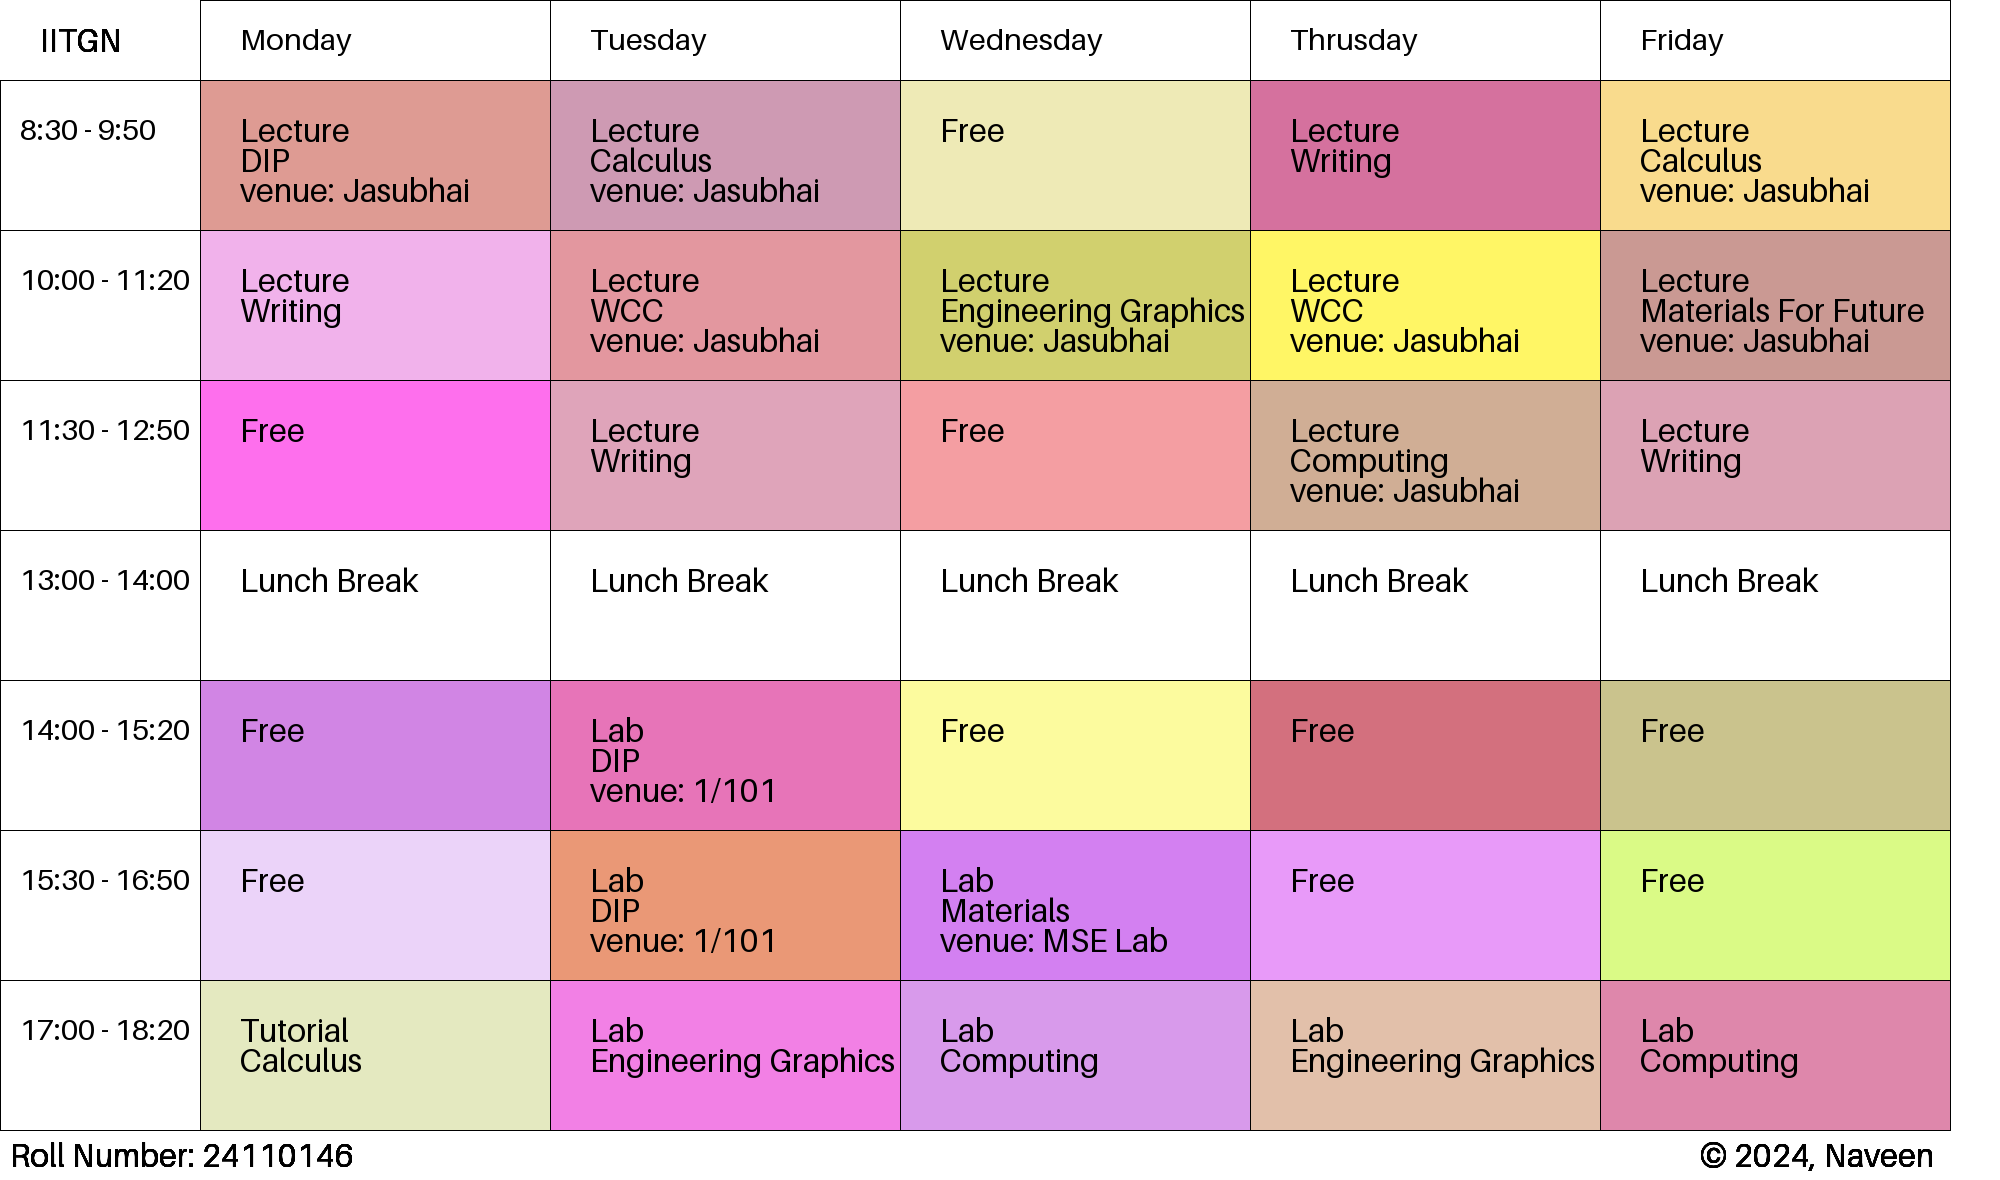 IITGN
Monday
Tuesday
Wednesday
Thrusday
Friday
8:30 - 9:50
Lecture
DIP
venue: Jasubhai
Lecture
Calculus
venue: Jasubhai
Free
Lecture
Writing
Lecture
Calculus
venue: Jasubhai
10:00 - 11:20
Lecture
Writing
Lecture
WCC
venue: Jasubhai
Lecture
Engineering Graphics
venue: Jasubhai
Lecture
WCC
venue: Jasubhai
Lecture
Materials For Future
venue: Jasubhai
11:30 - 12:50
Free
Lecture
Writing
Free
Lecture
Computing
venue: Jasubhai
Lecture
Writing
13:00 - 14:00
Lunch Break
Lunch Break
Lunch Break
Lunch Break
Lunch Break
14:00 - 15:20
Free
Lab
DIP
venue: 1/101
Free
Free
Free
15:30 - 16:50
Free
Lab
DIP
venue: 1/101
Lab
Materials
venue: MSE Lab
Free
Free
17:00 - 18:20
Tutorial
Calculus
Lab
Engineering Graphics
Lab
Computing
Lab
Engineering Graphics
Lab
Computing
Roll Number: 24110146
© 2024, Naveen